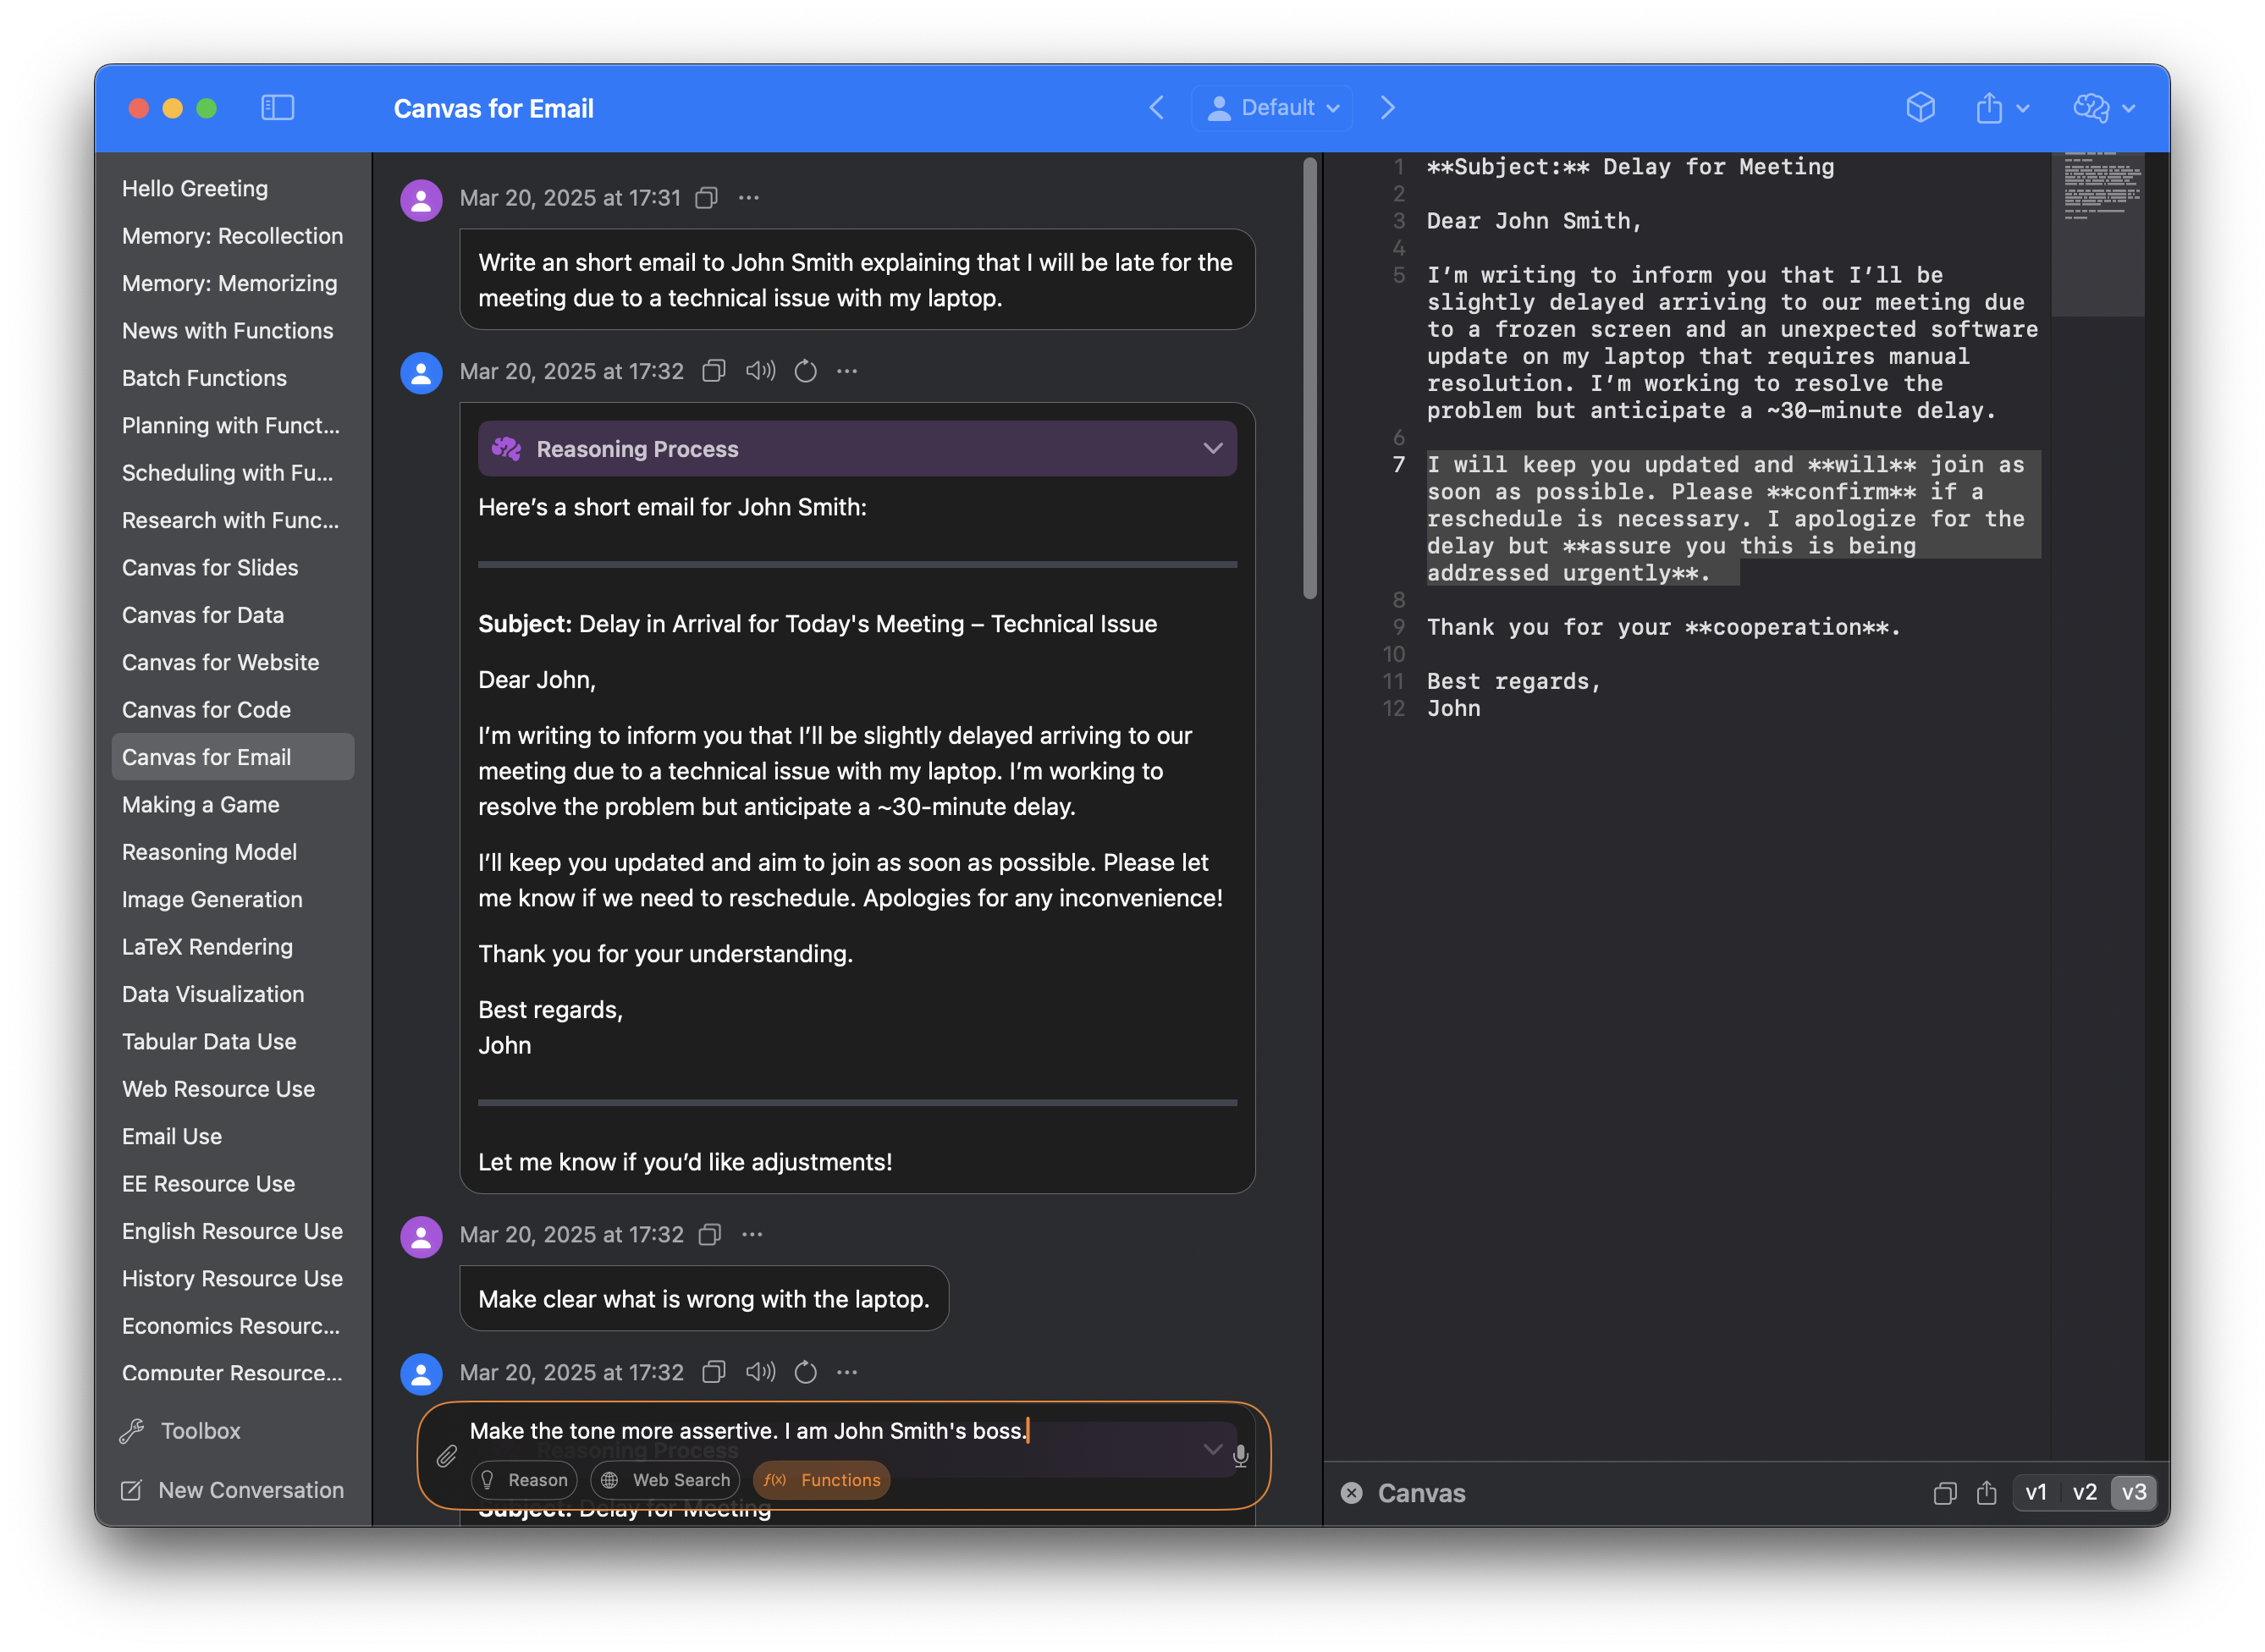 Canvas for Email
Default
Hello Greeting
Memory: Recollection
Memory: Memorizing
News with Functions
Batch Functions
Planning with Funct...
Scheduling with Fu...
Research with Func...
Canvas for Slides
Canvas for Data
Canvas for Website
Canvas for Code
Canvas for Email
Making a Game
Reasoning Model
Image Generation
LaTeX Rendering
Data Visualization
Tabular Data Use
Web Resource Use
Email Use
EE Resource Use
English Resource Use
History Resource Use
Economics Resourc...
Computer Resource...
Toolbox
New Conversation
Mar 20, 2025 at 17:31
Write an short email to John Smith explaining that I will be late for the
meeting due to a technical issue with my laptop.
Mar 20, 2025 at 17:32
Reasoning Process
Here’s a short email for John Smith:
Subject: Delay in Arrival for Today's Meeting – Technical Issue
Dear John,
I’m writing to inform you that I’ll be slightly delayed arriving to our
meeting due to a technical issue with my laptop. I’m working to
resolve the problem but anticipate a ~30-minute delay.
I’ll keep you updated and aim to join as soon as possible. Please let
me know if we need to reschedule. Apologies for any inconvenience!
Thank you for your understanding.
Best regards,
John
Let me know if you’d like adjustments!
Mar 20, 2025 at 17:32
Make clear what is wrong with the laptop.
Mar 20, 2025 at 17:32
Make the tone more assertive. I am John Smith's boss.
Reasoning Process
Reason
Web Search
f(x) Functions
Subject: Delay for Meeting
1 **Subject:** Delay for Meeting
2
3 Dear John Smith,
4
5 I’m writing to inform you that I’ll be
slightly delayed arriving to our meeting due
to a frozen screen and an unexpected software
update on my laptop that requires manual
resolution. I’m working to resolve the
problem but anticipate a ~30-minute delay.
6
7 I will keep you updated and **will** join as
soon as possible. Please **confirm** if a
reschedule is necessary. I apologize for the
delay but **assure you this is being
addressed urgently**.
8
9 Thank you for your **cooperation**.
10
11 Best regards,
12 John
Canvas
v1 v2 v3